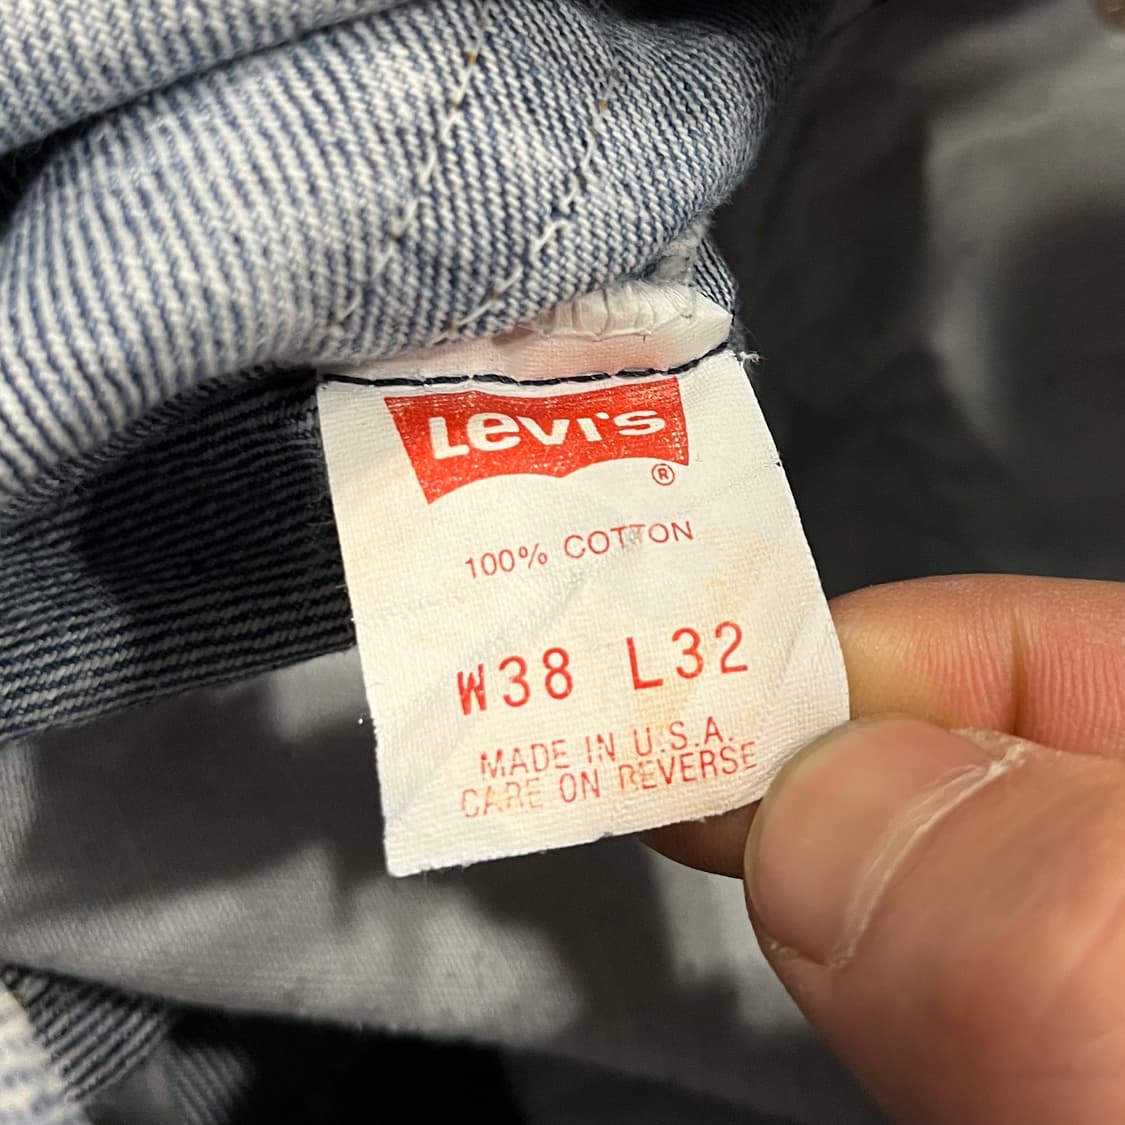 Levi's
®
100% COTTON
W38 L32
MADE IN U.S.A.
CARE ON REVERSE